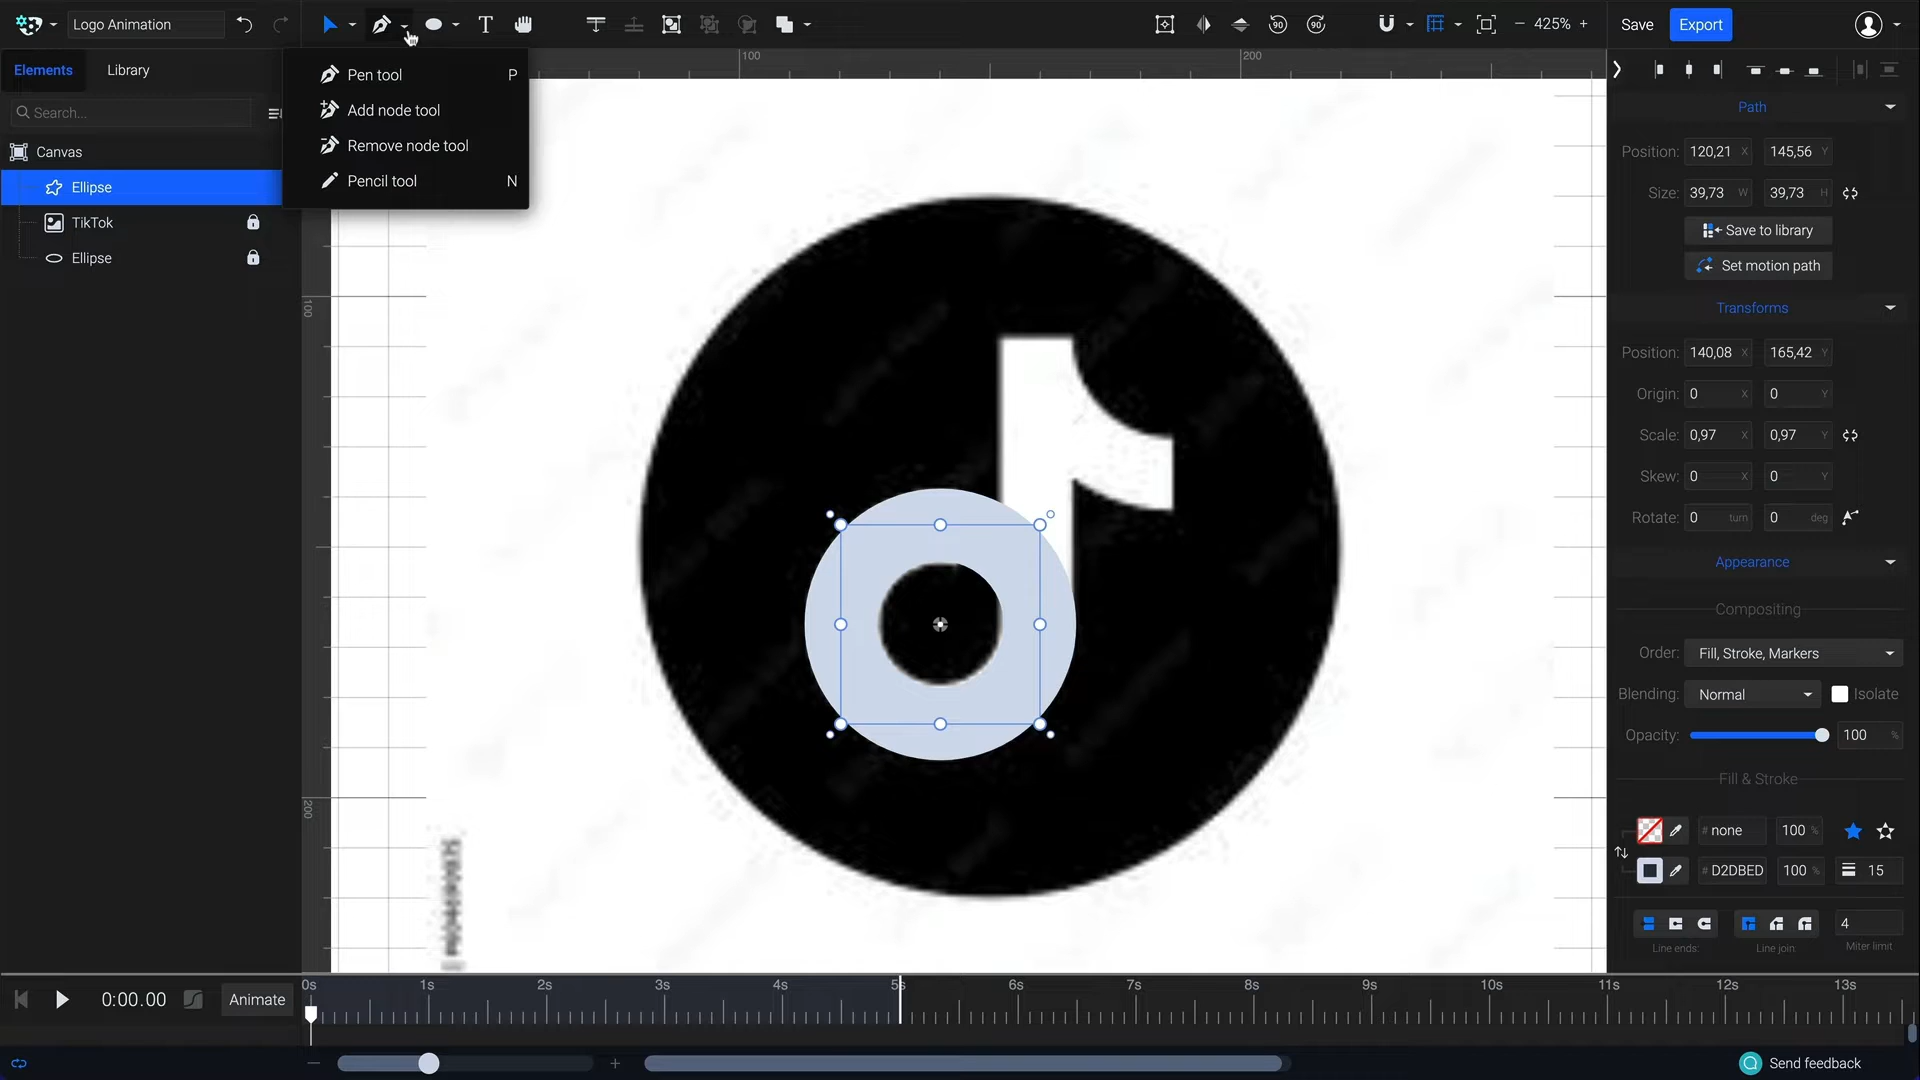 Logo Animation
T
425%
Save
Export
Elements
Library
Search...
Canvas
Ellipse
TikTok
Ellipse
Pen tool P
Add node tool
Remove node tool
Pencil tool N
100
200
100
200
Path
Position: 120,21 X 145,56 Y
Size: 39,73 W 39,73 H
Save to library
Set motion path
Transforms
Position: 140,08 X 165,42 Y
Origin: 0 X 0 Y
Scale: 0,97 X 0,97 Y
Skew: 0 X 0 Y
Rotate: 0 turn 0 deg
Appearance
Compositing
Order: Fill, Stroke, Markers
Blending: Normal Isolate
Opacity: 100 %
Fill & Stroke
# none 100 %
# D2DBED 100 % 15
4
Line ends: Line join: Miter limit
0:00.00
Animate
0s 1s 2s 3s 4s 5s 6s 7s 8s 9s 10s 11s 12s 13s
Send feedback